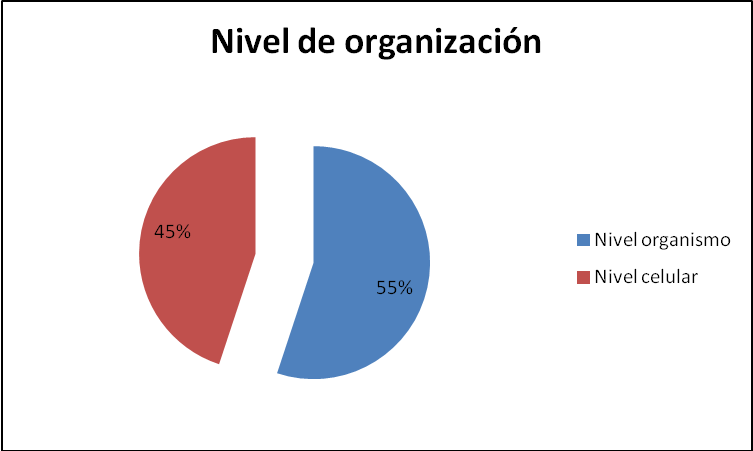 Nivel de organización
45%
55%
Nivel organismo
Nivel celular